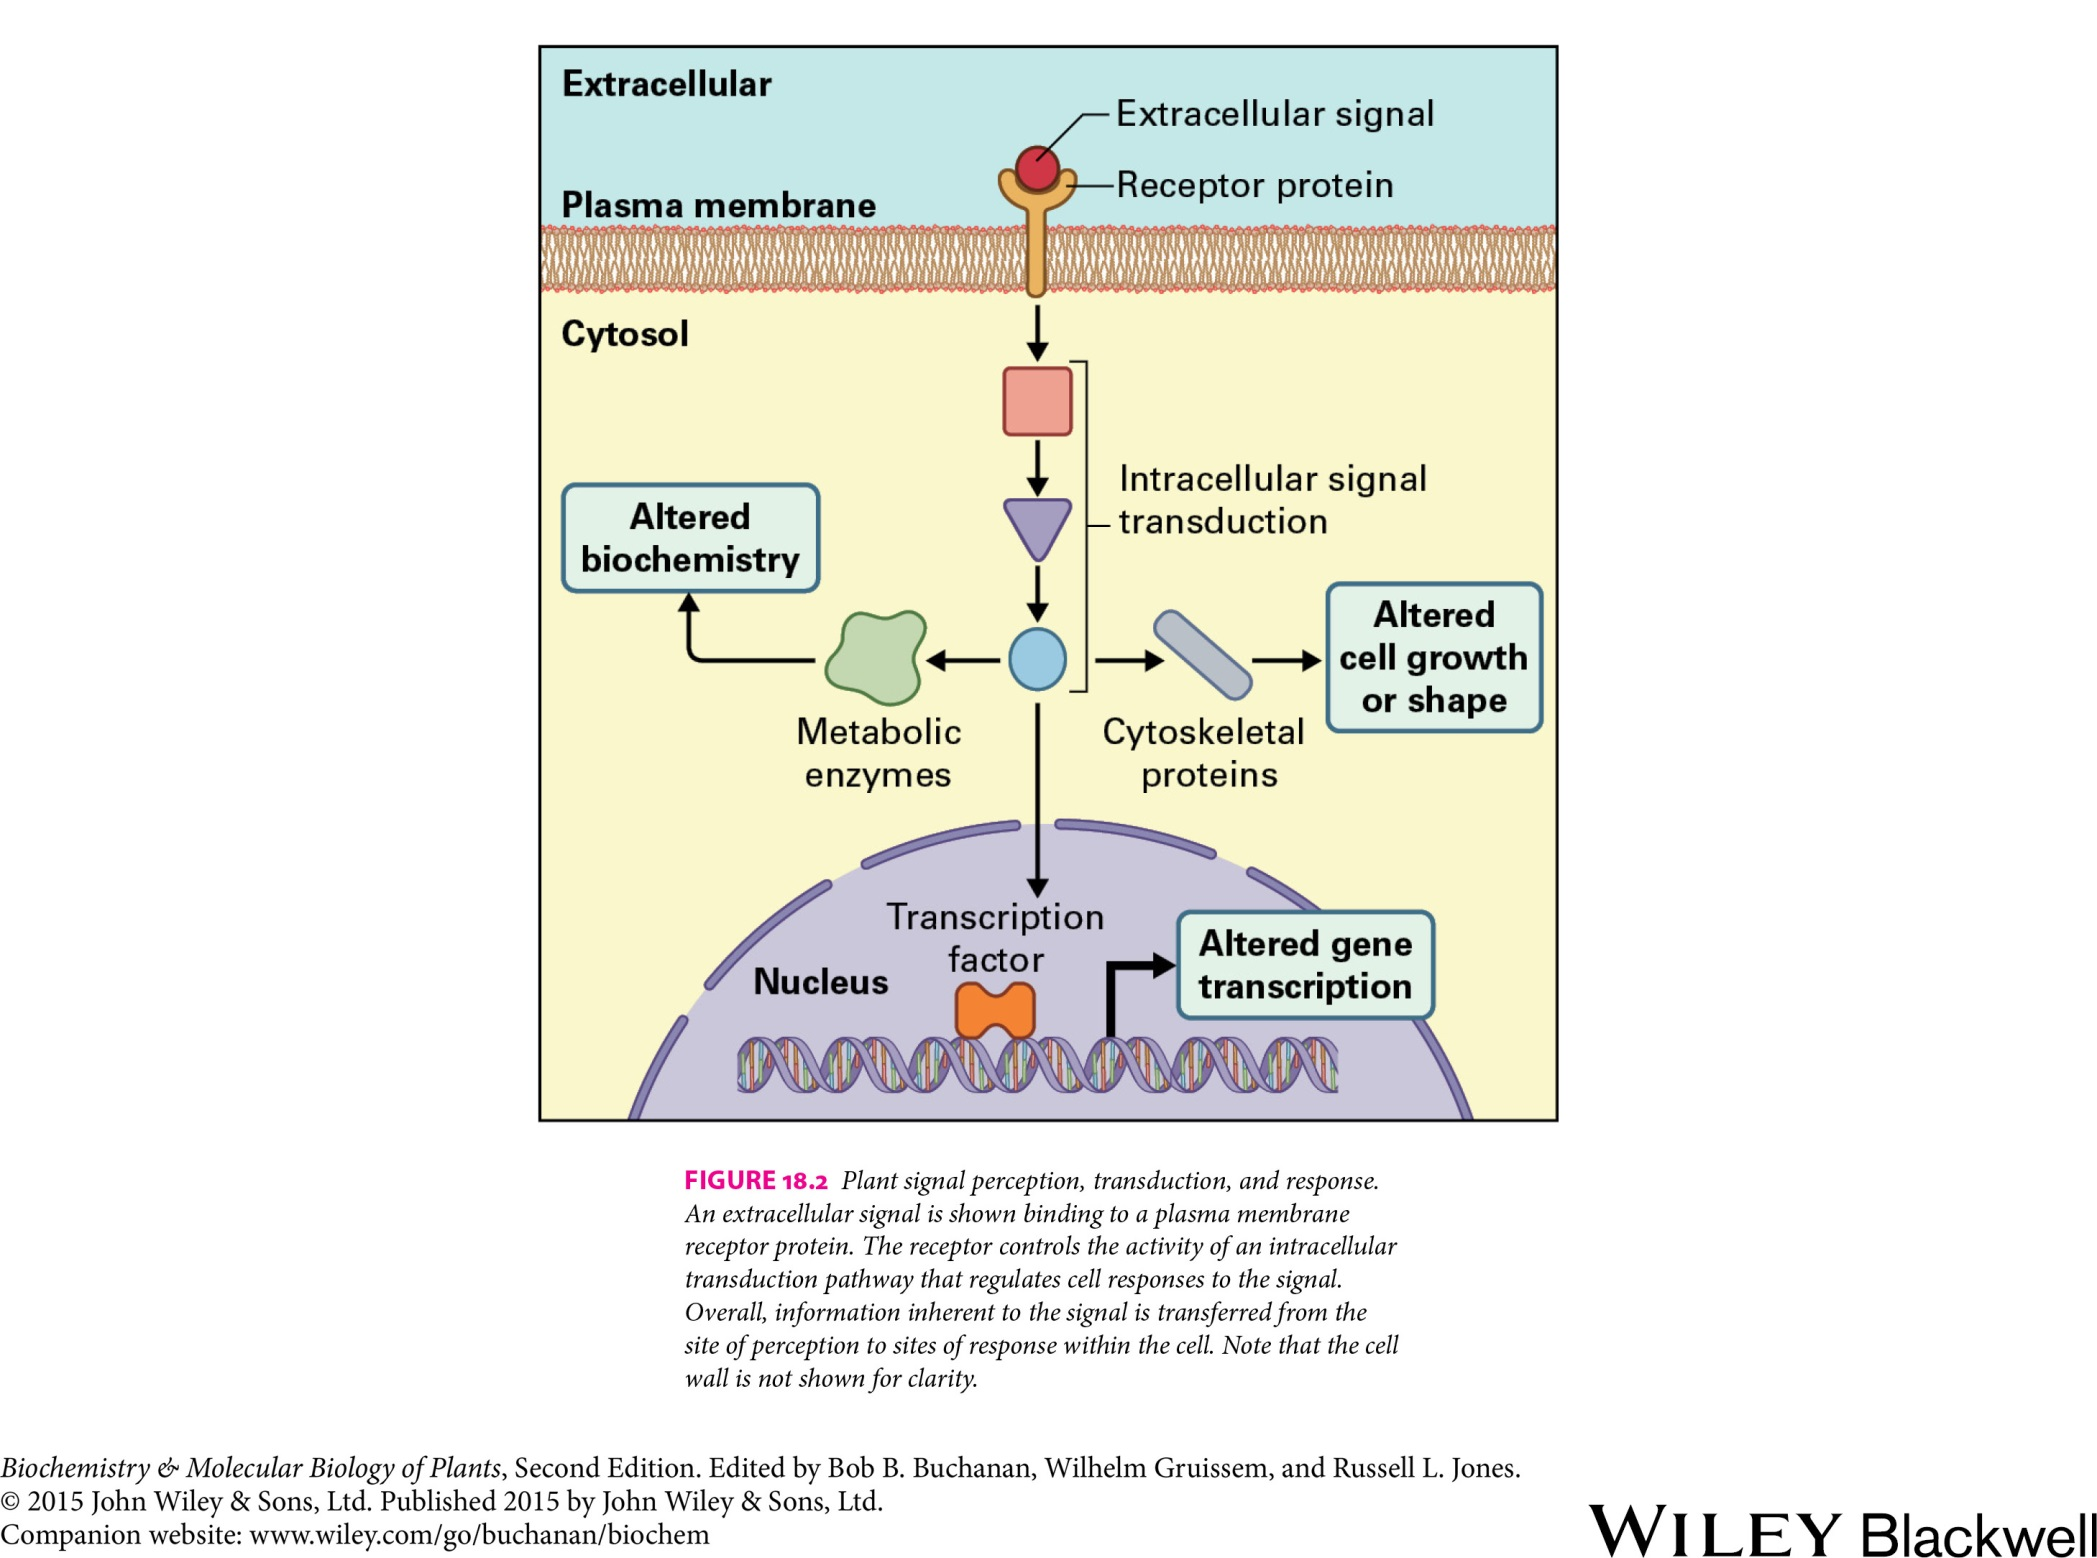 Extracellular
Extracellular signal
Receptor protein
Plasma membrane
Cytosol
Intracellular signal
transduction
Altered
biochemistry
Altered
cell growth
or shape
Metabolic
enzymes
Cytoskeletal
proteins
Transcription
factor
Nucleus
Altered gene
transcription
FIGURE 18.2 Plant signal perception, transduction, and response.
An extracellular signal is shown binding to a plasma membrane
receptor protein. The receptor controls the activity of an intracellular
transduction pathway that regulates cell responses to the signal.
Overall, information inherent to the signal is transferred from the
site of perception to sites of response within the cell. Note that the cell
wall is not shown for clarity.
Biochemistry & Molecular Biology of Plants, Second Edition. Edited by Bob B. Buchanan, Wilhelm Gruissem, and Russell L. Jones.
© 2015 John Wiley & Sons, Ltd. Published 2015 by John Wiley & Sons, Ltd.
Companion website: www.wiley.com/go/buchanan/biochem
WILEY Blackwell